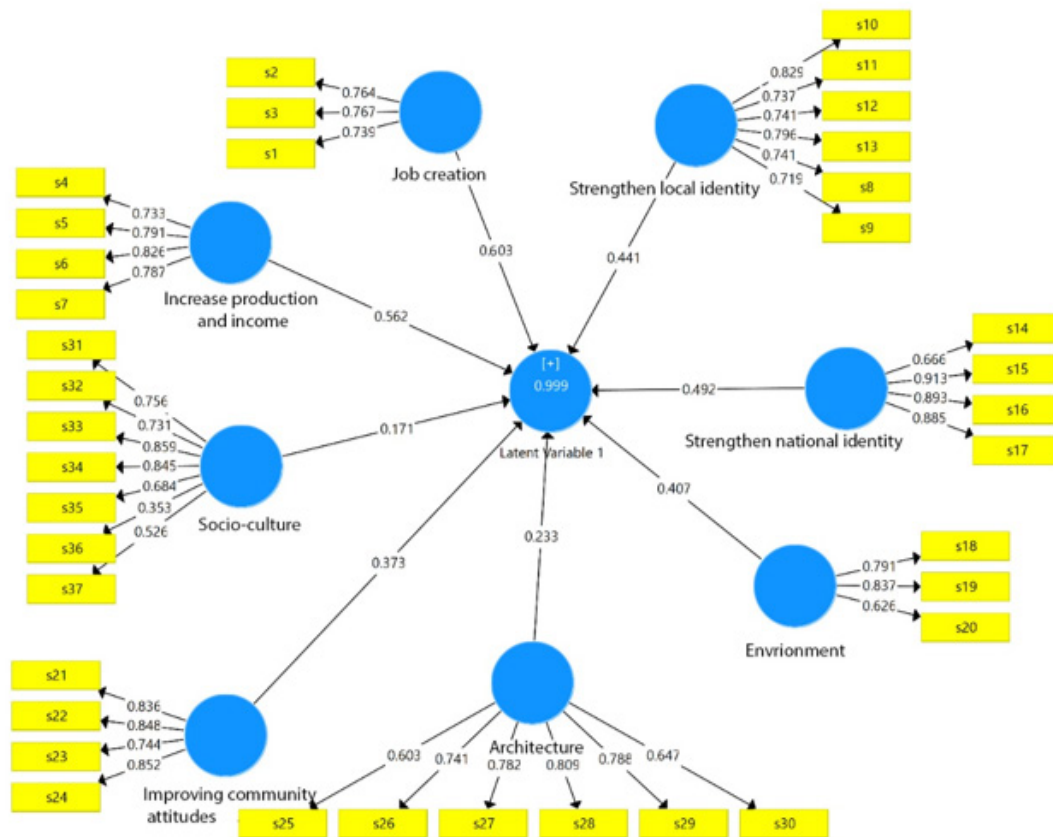 s10
s11
s12
s13
s8
s9
0.829
0.737
0.741
0.796
0.741
0.719
Strengthen local identity
0.441
s2
s3
s1
0.764
0.767
0.739
Job creation
0.603
s4
s5
s6
s7
0.733
0.791
0.826
0.787
Increase production
and income
0.562
s31
s32
s33
s34
s35
s36
s37
0.756
0.731
0.859
0.845
0.684
0.353
0.526
Socio-culture
0.171
[+]
0.999
Latent Variable 1
0.492
Strengthen national identity
s14
s15
s16
s17
0.666
0.913
0.893
0.885
0.407
Envrionment
s18
s19
s20
0.791
0.837
0.626
0.373
s21
s22
s23
s24
0.836
0.848
0.744
0.852
Improving community
attitudes
0.233
Architecture
0.603
0.741
0.782
0.809
0.788
0.647
s25
s26
s27
s28
s29
s30